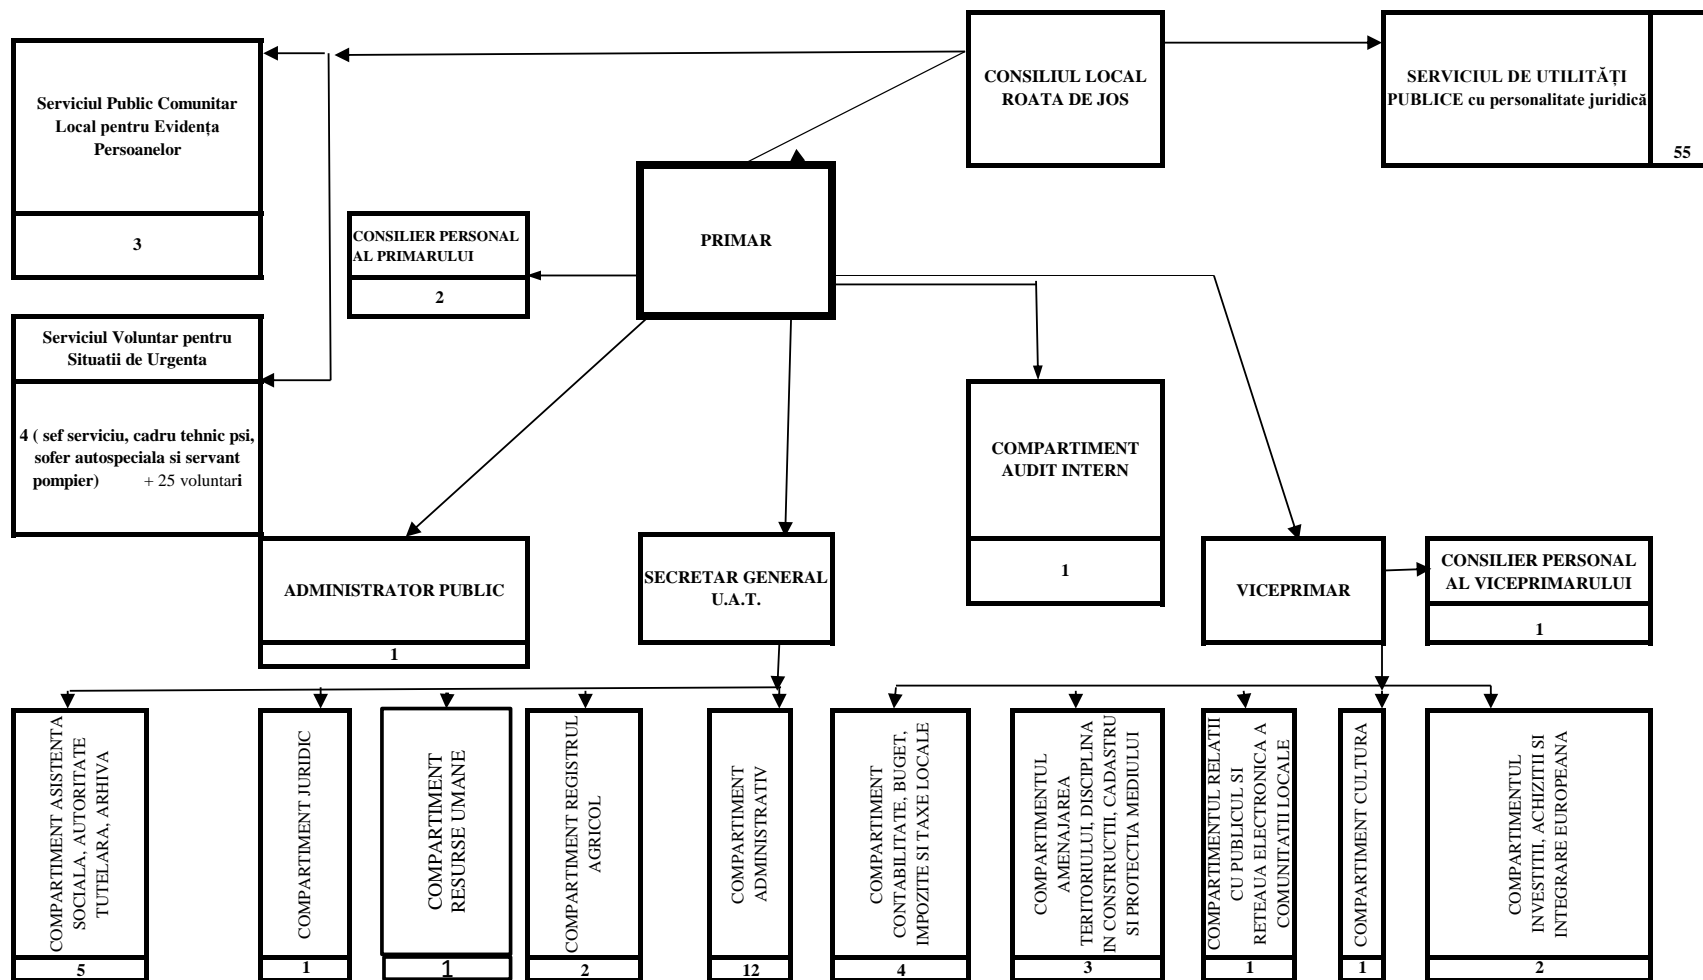 CONSILIUL LOCAL
ROATA DE JOS
SERVICIUL DE UTILITĂȚI
PUBLICE cu personalitate juridică
55
Serviciul Public Comunitar
Local pentru Evidența
Persoanelor
3
CONSILIER PERSONAL
AL PRIMARULUI
2
PRIMAR
Serviciul Voluntar pentru
Situatii de Urgenta
4 ( sef serviciu, cadru tehnic psi,
sofer autospeciala si servant
pompier) + 25 voluntari
COMPARTIMENT
AUDIT INTERN
1
ADMINISTRATOR PUBLIC
1
SECRETAR GENERAL
U.A.T.
VICEPRIMAR
CONSILIER PERSONAL
AL VICEPRIMARULUI
1
COMPARTIMENT ASISTENTA
SOCIALA, AUTORITATE
TUTELARA, ARHIVA
5
COMPARTIMENT JURIDIC
1
COMPARTIMENT
RESURSE UMANE
1
COMPARTIMENT REGISTRUL
AGRICOL
2
COMPARTIMENT
ADMINISTRATIV
12
COMPARTIMENT
CONTABILITATE, BUGET,
IMPOZITE SI TAXE LOCALE
4
COMPARTIMENTUL
AMENAJAREA
TERITORIULUI, DISCIPLINA
IN CONSTRUCTII, CADASTRU
SI PROTECTIA MEDIULUI
3
COMPARTIMENTUL RELATII
CU PUBLICUL SI
RETEAUA ELECTRONICA A
COMUNITATII LOCALE
1
COMPARTIMENT CULTURA
1
COMPARTIMENTUL
INVESTITII, ACHIZITII SI
INTEGRARE EUROPEANA
2